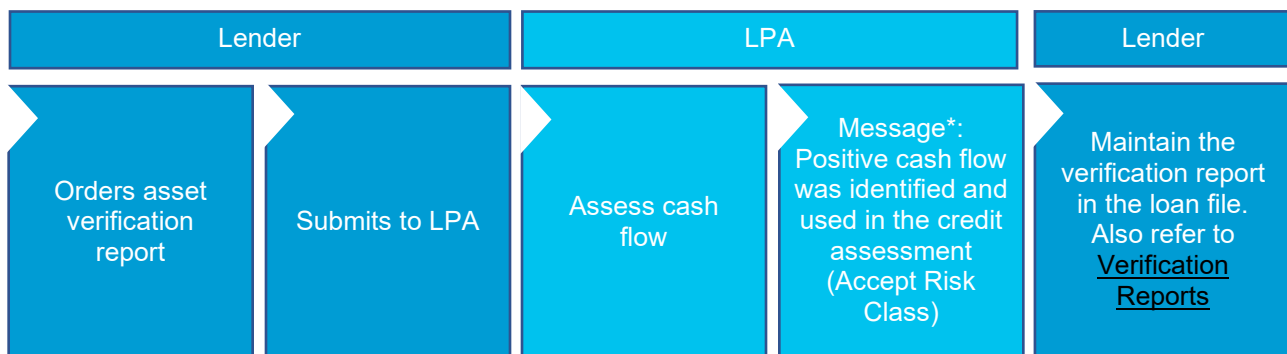 Lender
LPA
Lender
Orders asset
verification
report
Submits to LPA
Assess cash
flow
Message*:
Positive cash flow
was identified and
used in the credit
assessment
(Accept Risk
Class)
Maintain the
verification report
in the loan file.
Also refer to
Verification
Reports